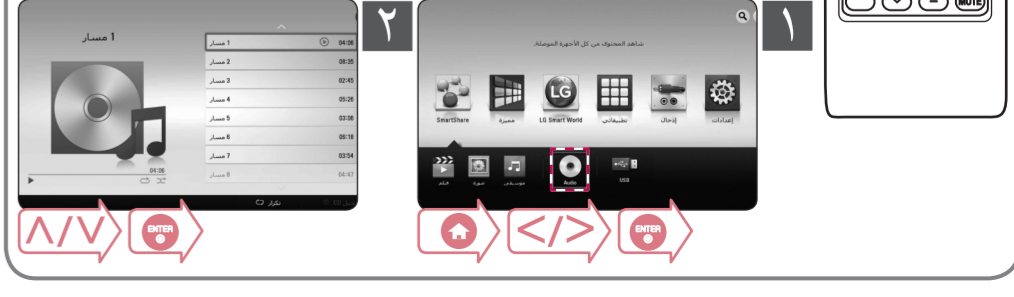 MUTE
١
شاهد المحتوى من كل الأجهزة الموصلة.
SmartShare
مميزة
LG
LG Smart World
تطبيقاتي
إدخال
إعدادات
فيلم
صورة
موسيقى
Audio
USB
</>
ENTER
٢
1 مسار
04:06
1 مسار 04:06
2 مسار 08:35
3 مسار 02:45
4 مسار 05:26
5 مسار 03:06
6 مسار 06:18
7 مسار 03:54
8 مسار 04:47
تكرار
Λ/V
ENTER